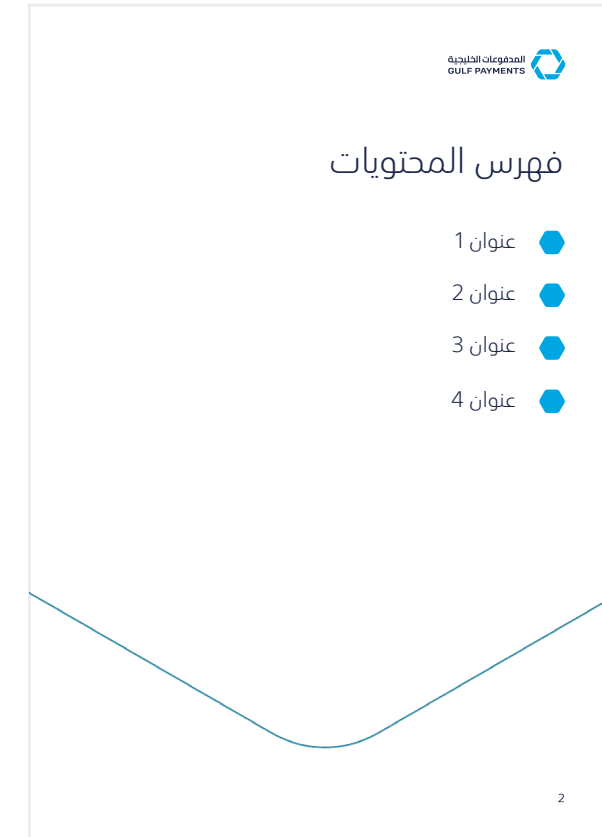 المدفوعات الخليجية
GULF PAYMENTS
فهرس المحتويات
عنوان 1
عنوان 2
عنوان 3
عنوان 4
2